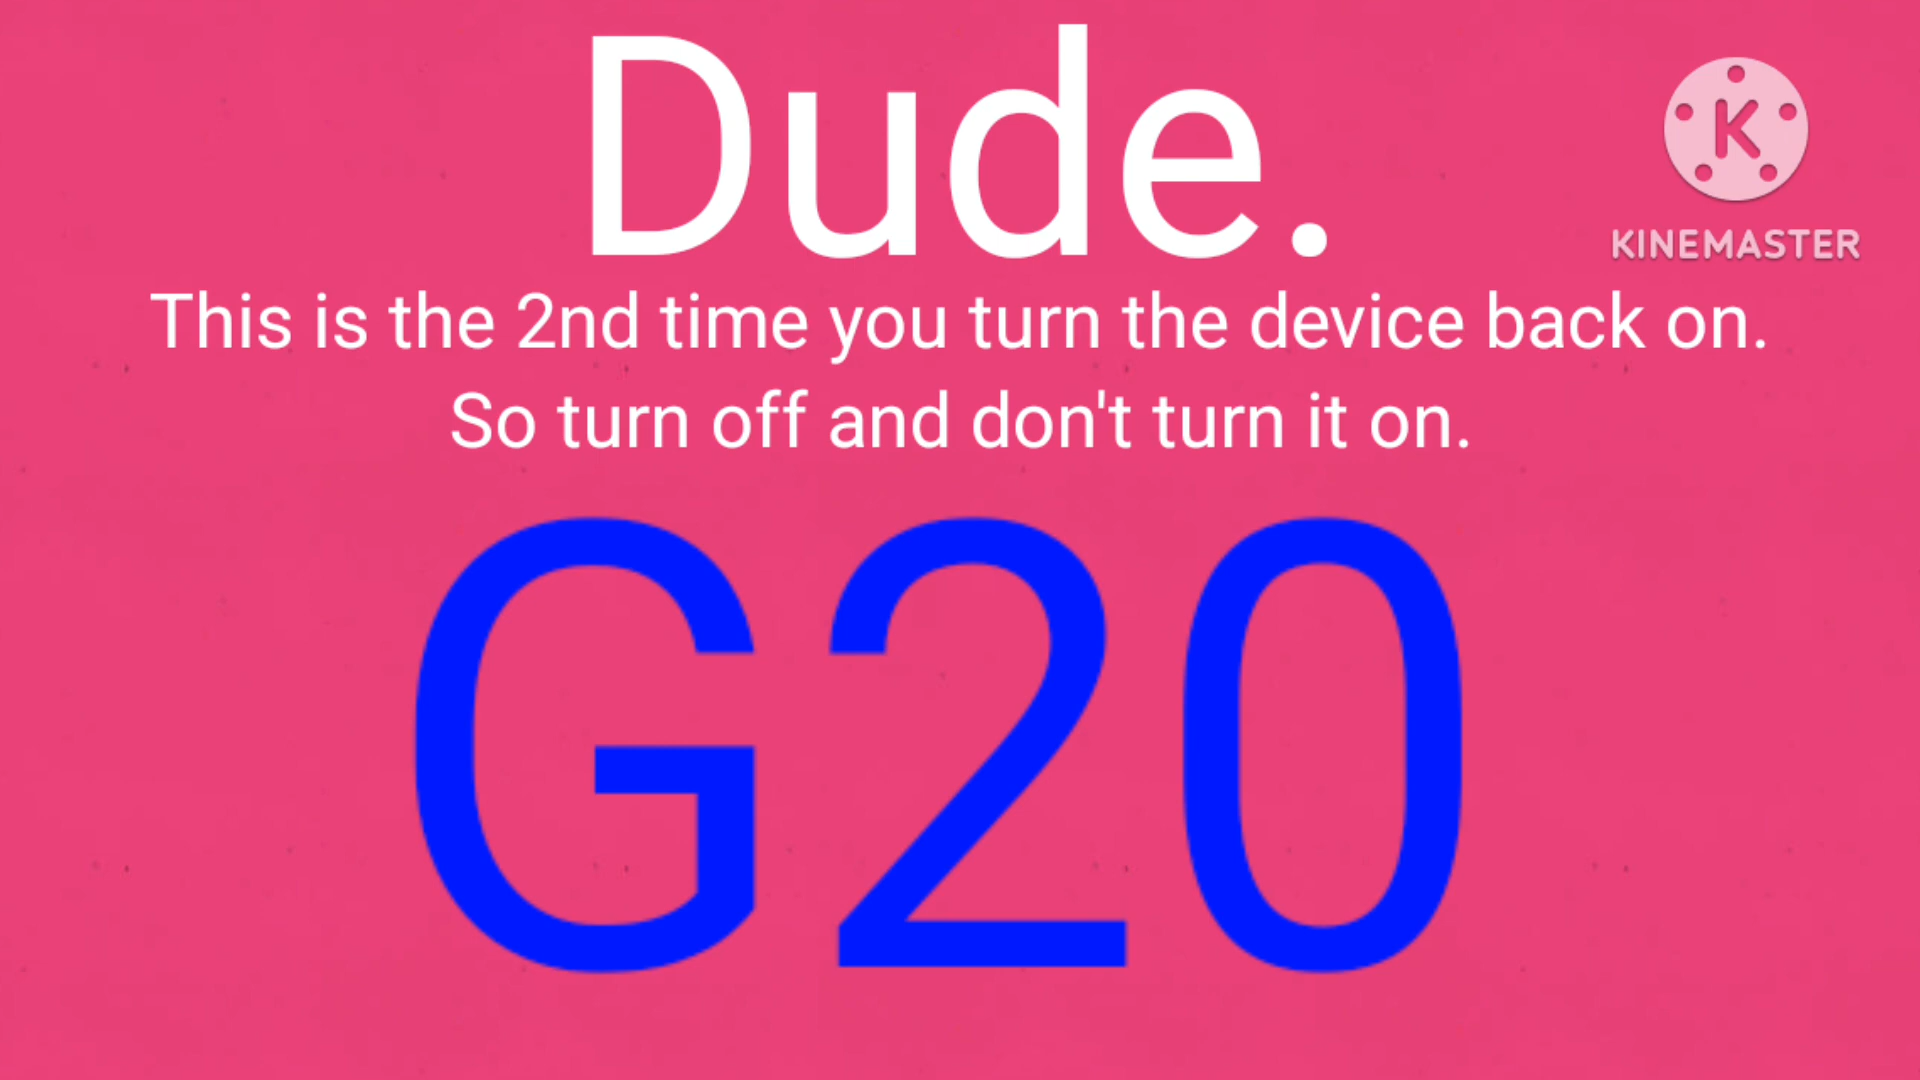 Dude.
K
KINEMASTER
This is the 2nd time you turn the device back on.
So turn off and don't turn it on.
G20